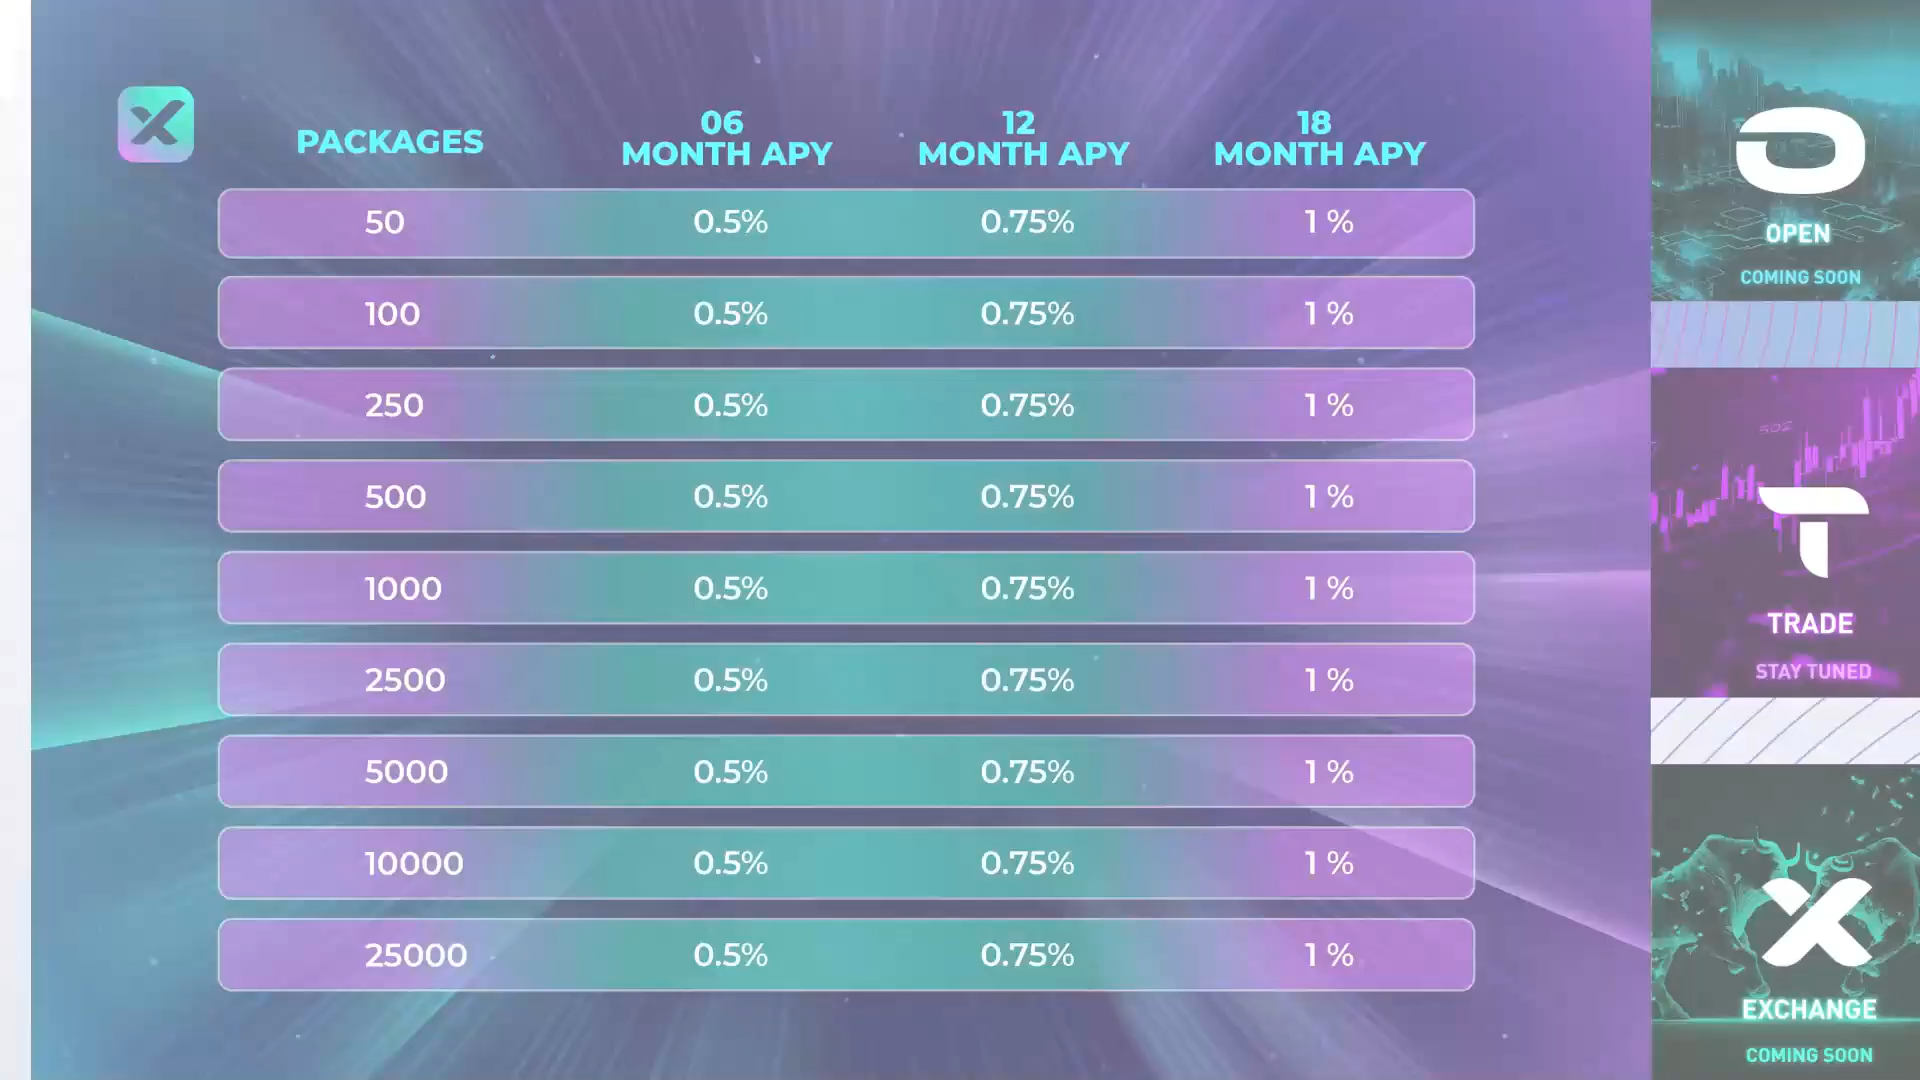 PACKAGES
06
MONTH APY
12
MONTH APY
18
MONTH APY
50 0.5% 0.75% 1 %
100 0.5% 0.75% 1 %
250 0.5% 0.75% 1 %
500 0.5% 0.75% 1 %
1000 0.5% 0.75% 1 %
2500 0.5% 0.75% 1 %
5000 0.5% 0.75% 1 %
10000 0.5% 0.75% 1 %
25000 0.5% 0.75% 1 %
OPEN
COMING SOON
TRADE
STAY TUNED
EXCHANGE
COMING SOON